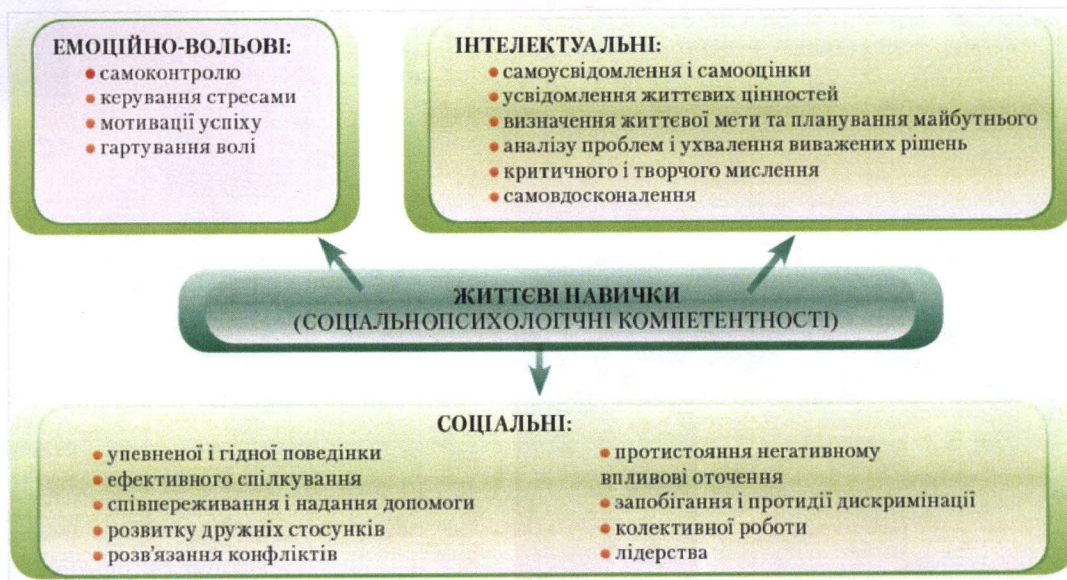 ЕМОЦІЙНО-ВОЛЬОВІ:
• самоконтролю
• керування стресами
• мотивації успіху
• гартування волі
ІНТЕЛЕКТУАЛЬНІ:
• самоусвідомлення і самооцінки
• усвідомлення життєвих цінностей
• визначення життєвої мети та планування майбутнього
• аналізу проблем і ухвалення виважених рішень
• критичного і творчого мислення
• самовдосконалення
ЖИТТЄВІ НАВИЧКИ
(СОЦІАЛЬНОПСИХОЛОГІЧНІ КОМПЕТЕНТНОСТІ)
СОЦІАЛЬНІ:
• упевненої і гідної поведінки
• ефективного спілкування
• співпереживання і надання допомоги
• розвитку дружніх стосунків
• розв'язання конфліктів
• протистояння негативному
впливові оточення
• запобігання і протидії дискримінації
• колективної роботи
• лідерства